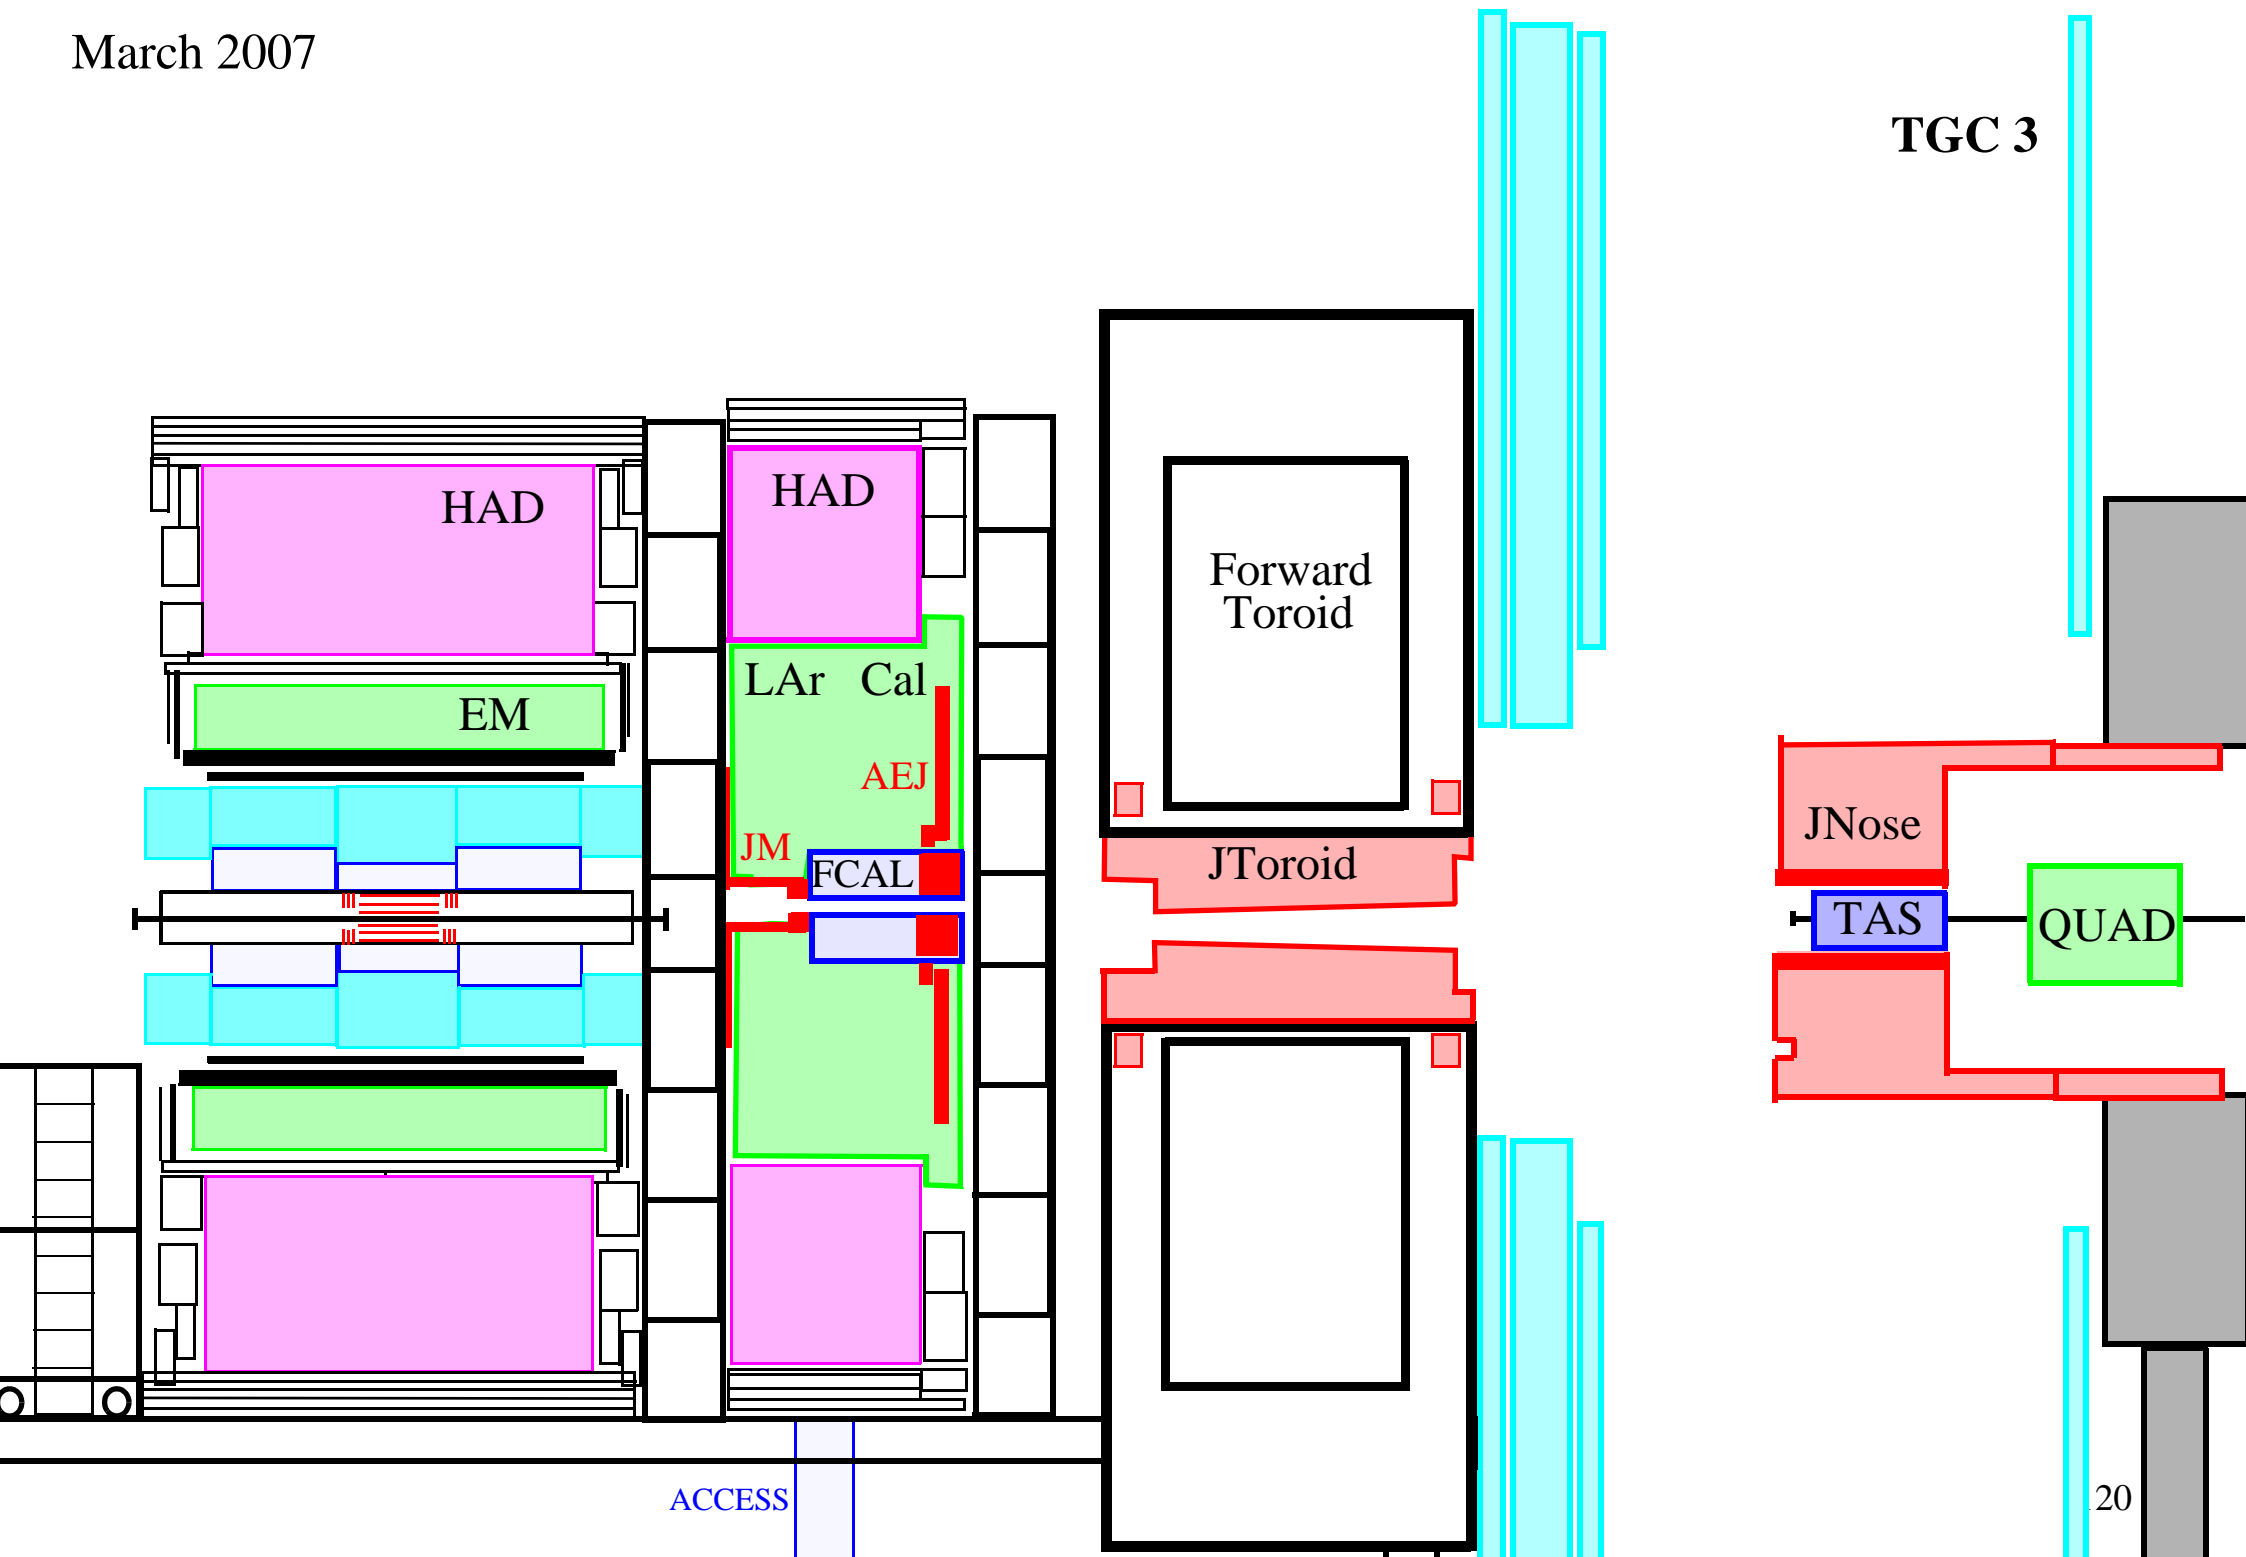 March 2007
TGC 3
HAD
HAD
Forward
Toroid
LAr Cal
EM
AEJ
JM
FCAL
JToroid
JNose
TAS
QUAD
ACCESS
20